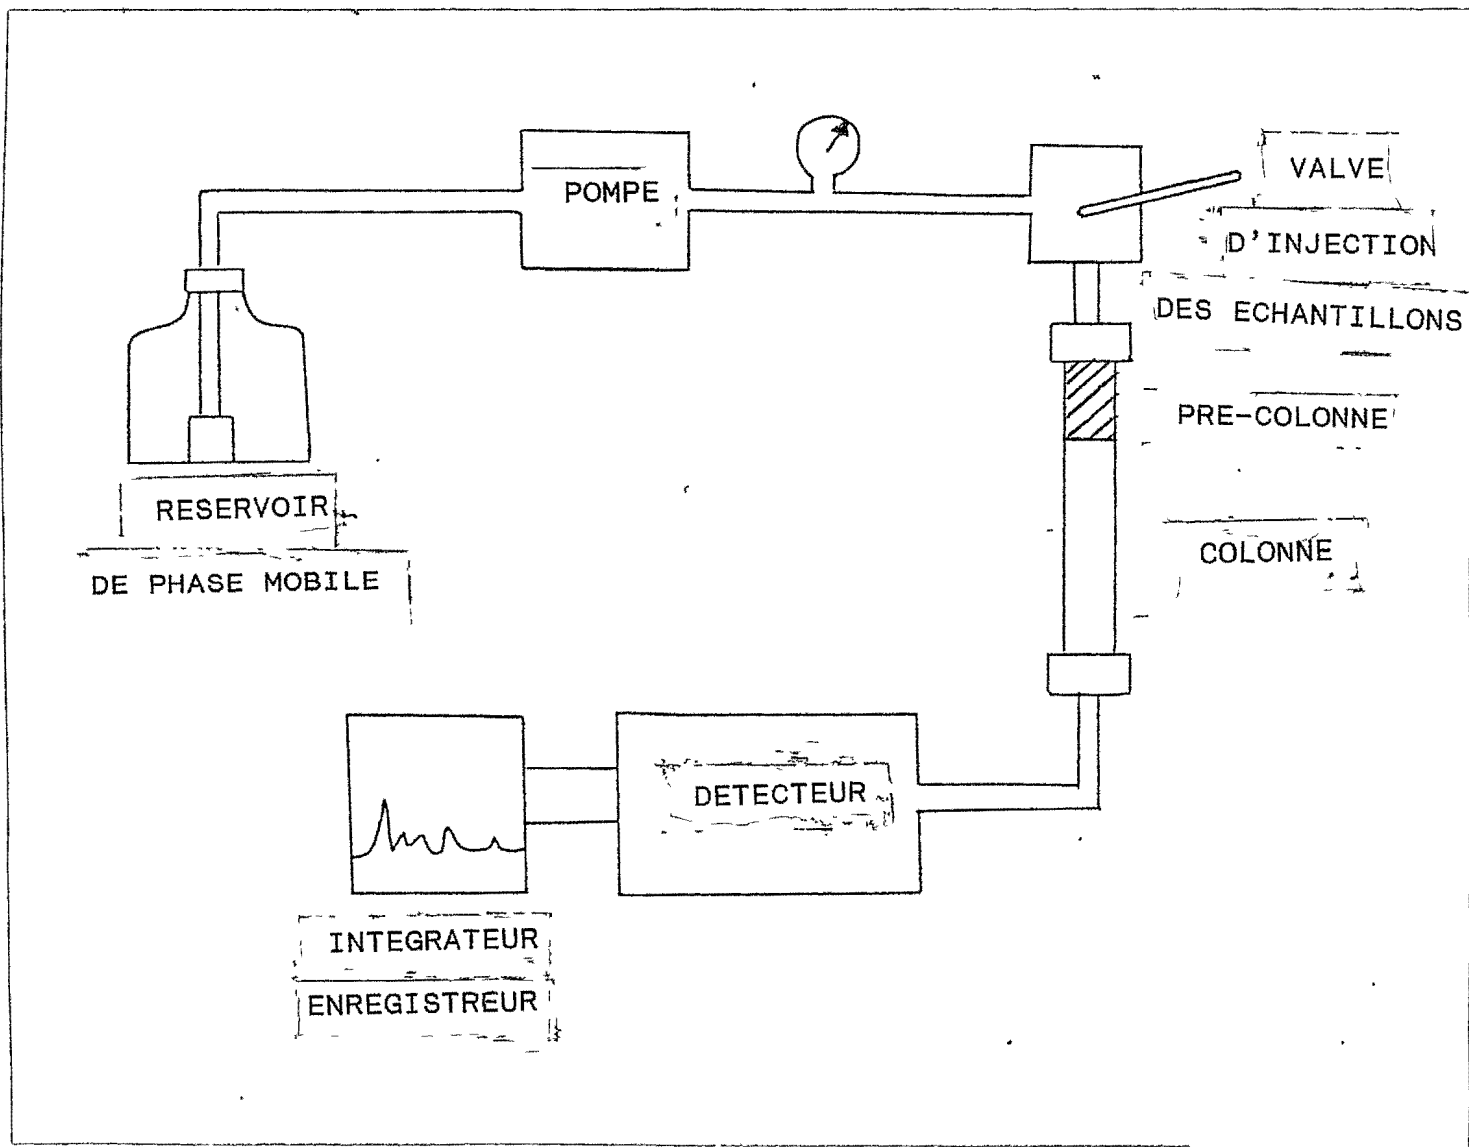 POMPE
VALVE
D'INJECTION
DES ECHANTILLONS
PRE-COLONNE
RESERVOIR
DE PHASE MOBILE
COLONNE
DETECTEUR
INTEGRATEUR
ENREGISTREUR